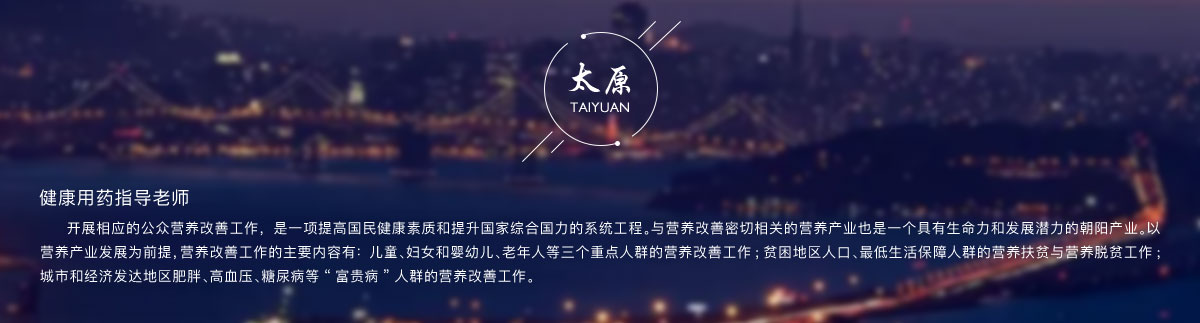 太原
TAIYUAN
健康用药指导老师
开展相应的公众营养改善工作，是一项提高国民健康素质和提升国家综合国力的系统工程。与营养改善密切相关的营养产业也是一个具有生命力和发展潜力的朝阳产业。以
营养产业发展为前提，营养改善工作的主要内容有：儿童、妇女和婴幼儿、老年人等三个重点人群的营养改善工作；贫困地区人口、最低生活保障人群的营养扶贫与营养脱贫工作；
城市和经济发达地区肥胖、高血压、糖尿病等“富贵病”人群的营养改善工作。